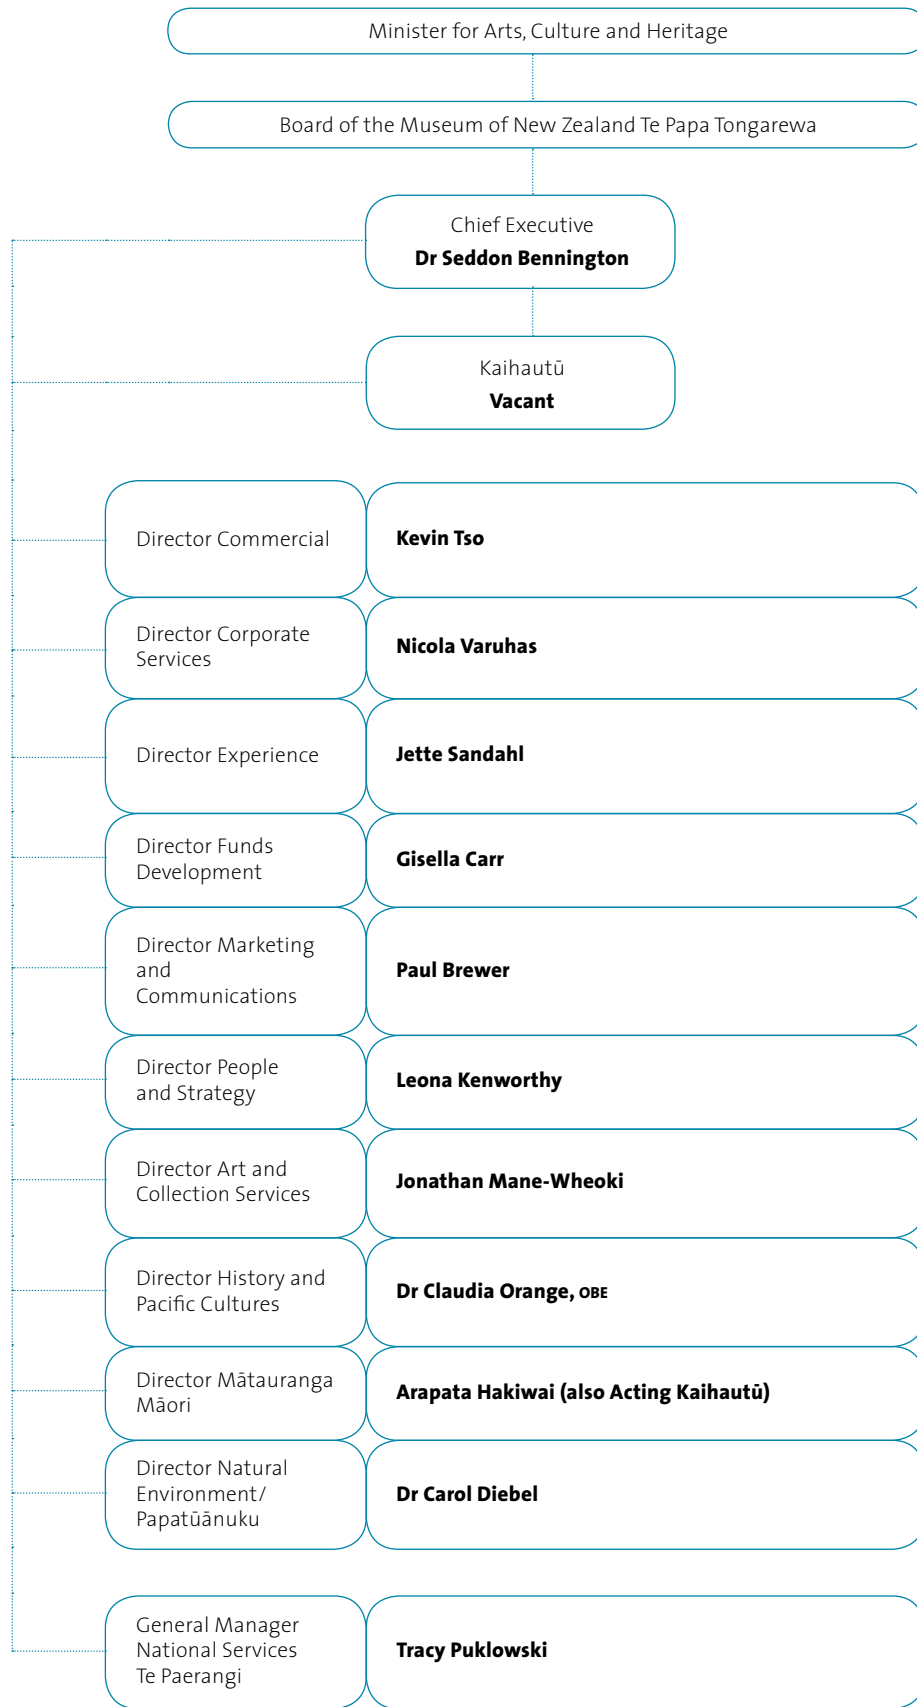 Minister for Arts, Culture and Heritage
Board of the Museum of New Zealand Te Papa Tongarewa
Chief Executive
Dr Seddon Bennington
Kaihautū
Vacant
Director Commercial
Kevin Tso
Director Corporate
Services
Nicola Varuhas
Director Experience
Jette Sandahl
Director Funds
Development
Gisella Carr
Director Marketing
and
Communications
Paul Brewer
Director People
and Strategy
Leona Kenworthy
Director Art and
Collection Services
Jonathan Mane-Wheoki
Director History and
Pacific Cultures
Dr Claudia Orange, OBE
Director Mātauranga
Māori
Arapata Hakiwai (also Acting Kaihautū)
Director Natural
Environment/
Papatūānuku
Dr Carol Diebel
General Manager
National Services
Te Paerangi
Tracy Puklowski